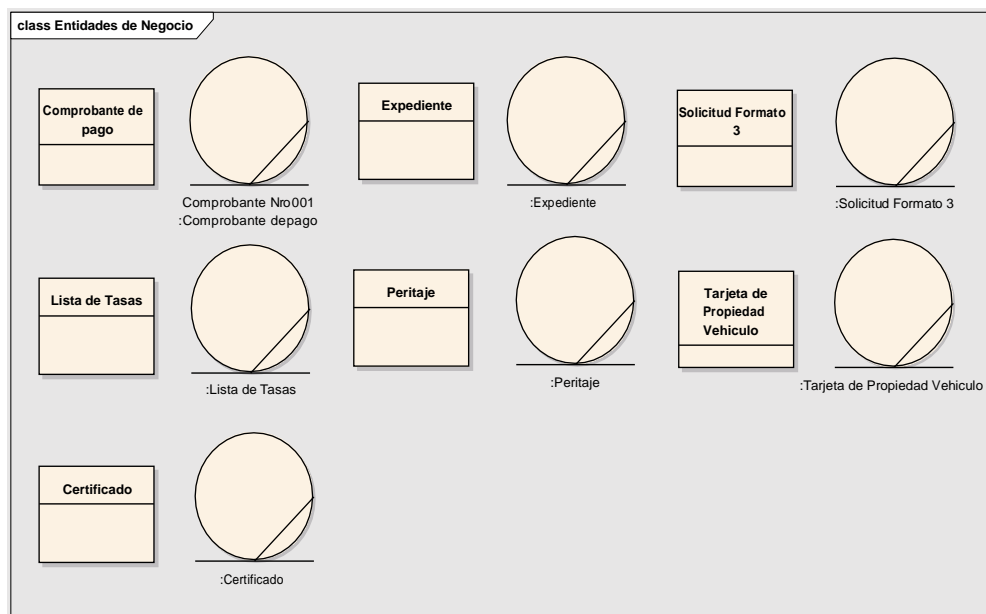 class Entidades de Negocio
Comprobante de
pago
Comprobante Nro001
:Comprobante depago
Expediente
:Expediente
Solicitud Formato
3
:Solicitud Formato 3
Lista de Tasas
:Lista de Tasas
Peritaje
:Peritaje
Tarjeta de
Propiedad
Vehiculo
:Tarjeta de Propiedad Vehiculo
Certificado
:Certificado